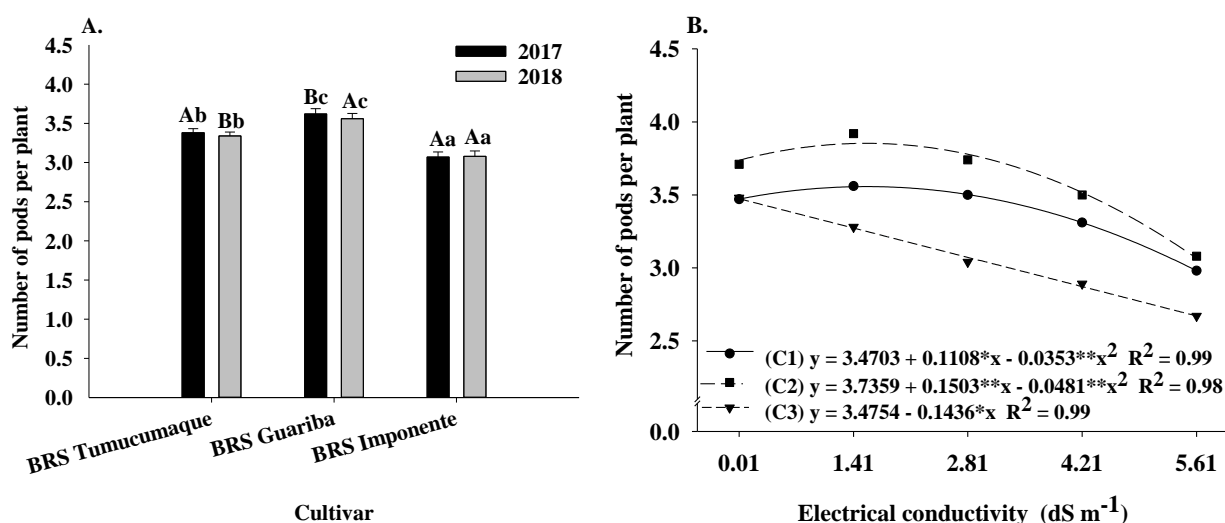 A.
4.5
4.0
3.5
3.0
2.5
2.0
1.5
1.0
0.5
0.0
Number of pods per plant
2017
2018
Ab
Bb
Bc
Ac
Aa
Aa
BRS Tumucumaque
BRS Guariba
BRS Imponente
Cultivar
B.
4.5
4.0
3.5
3.0
2.5
0.0
Number of pods per plant
(C1) y = 3.4703 + 0.1108*x - 0.0353**x² R² = 0.99
(C2) y = 3.7359 + 0.1503**x - 0.0481**x² R² = 0.98
(C3) y = 3.4754 - 0.1436*x R² = 0.99
0.01
1.41
2.81
4.21
5.61
Electrical conductivity (dS m⁻¹)